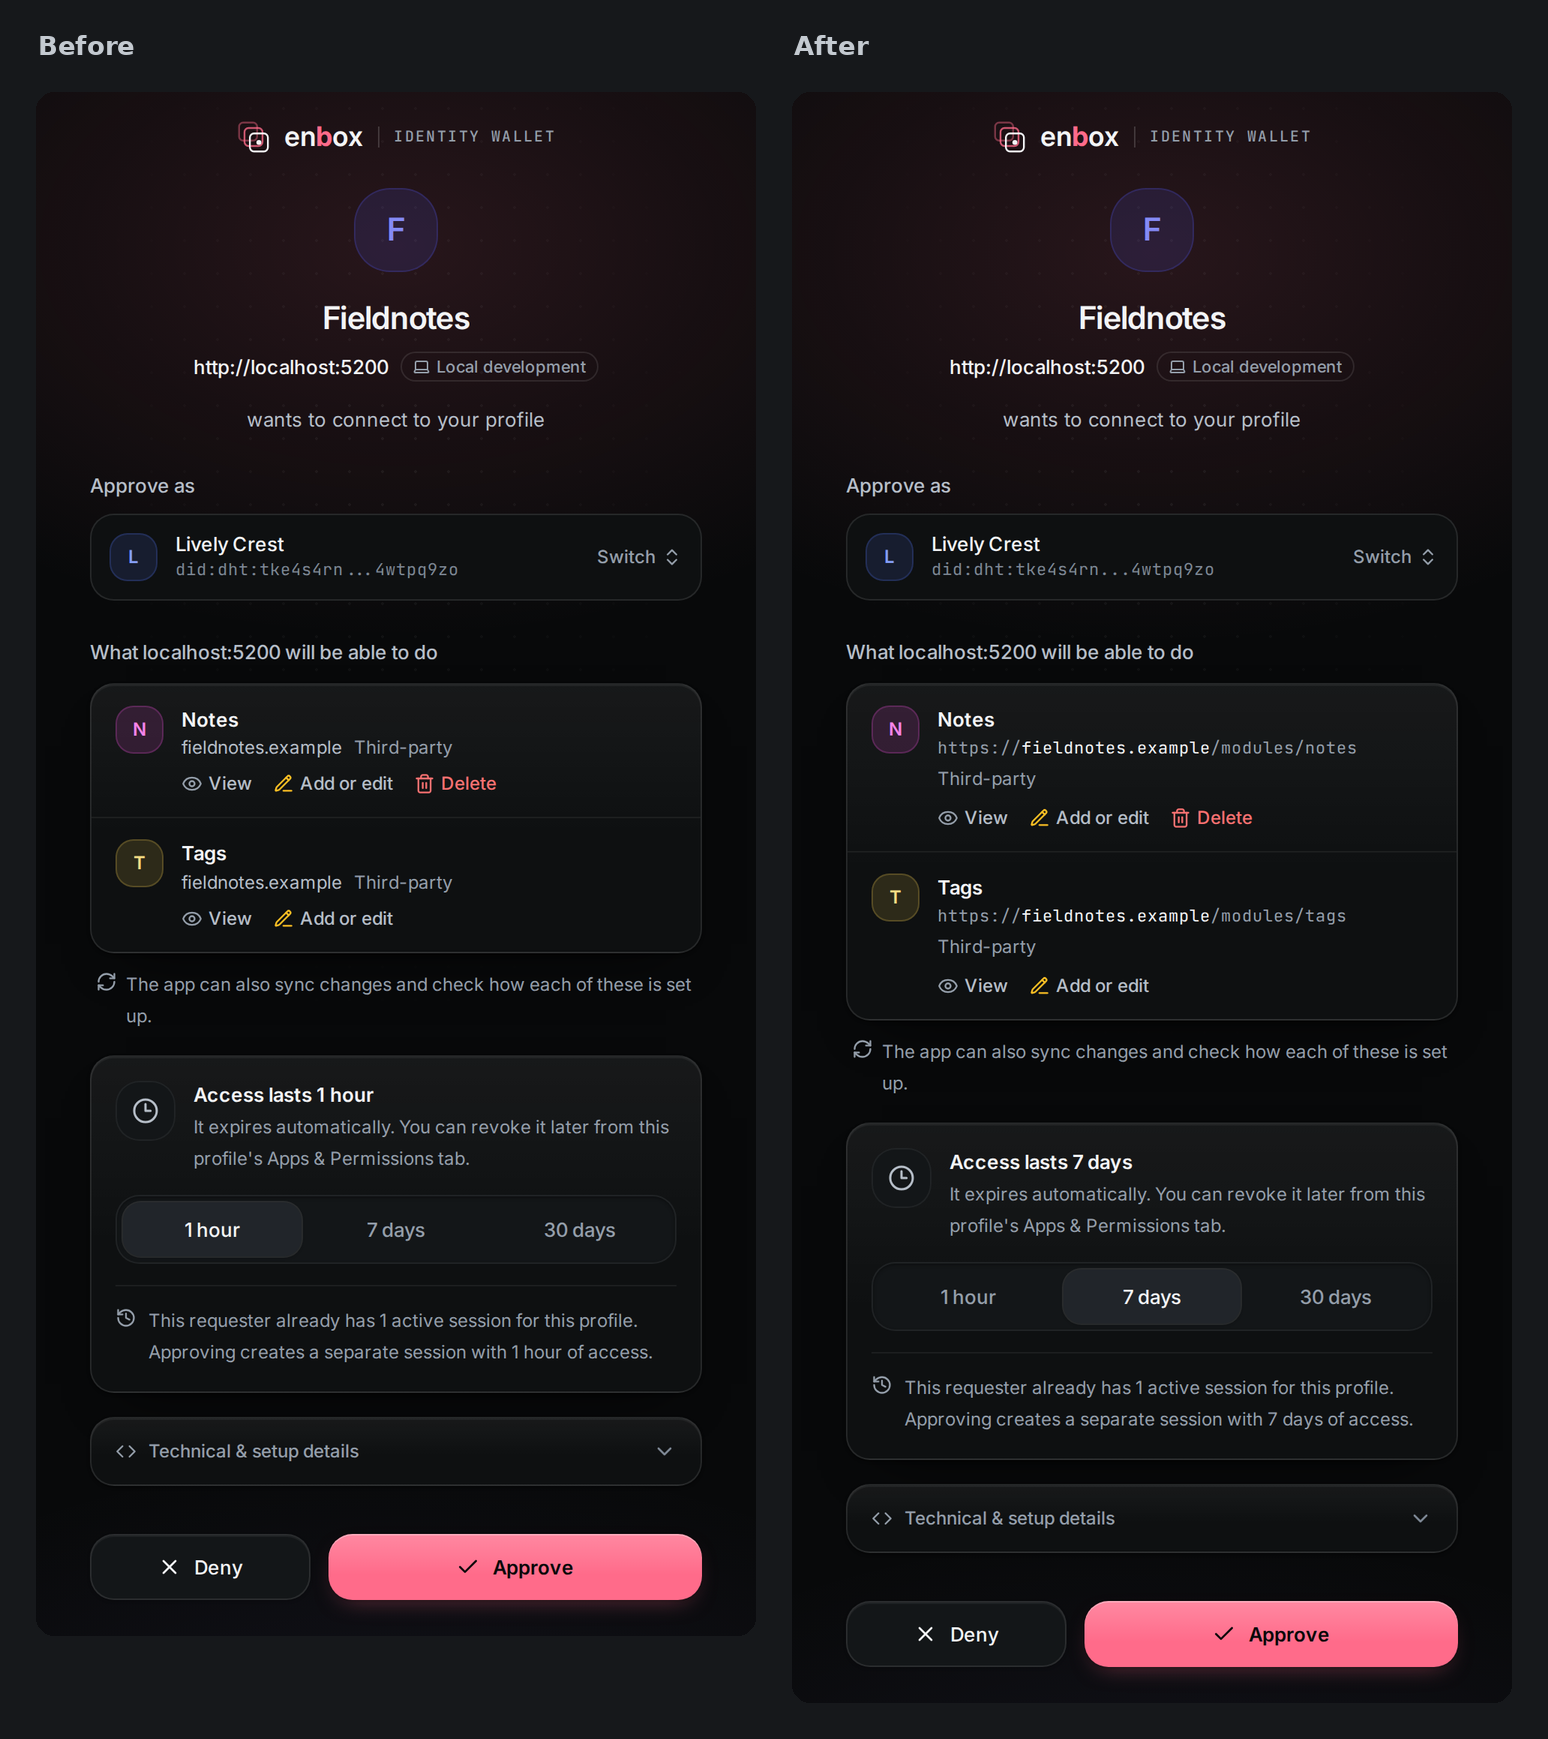 Before
enbox IDENTITY WALLET
F
Fieldnotes
http://localhost:5200 Local development
wants to connect to your profile
Approve as
L
Lively Crest
did:dht:tke4s4rn...4wtpq9zo
Switch
What localhost:5200 will be able to do
N
Notes
fieldnotes.example Third-party
View Add or edit Delete
T
Tags
fieldnotes.example Third-party
View Add or edit
The app can also sync changes and check how each of these is set
up.
Access lasts 1 hour
It expires automatically. You can revoke it later from this
profile's Apps & Permissions tab.
1 hour 7 days 30 days
This requester already has 1 active session for this profile.
Approving creates a separate session with 1 hour of access.
Technical & setup details
Deny Approve
After
enbox IDENTITY WALLET
F
Fieldnotes
http://localhost:5200 Local development
wants to connect to your profile
Approve as
L
Lively Crest
did:dht:tke4s4rn...4wtpq9zo
Switch
What localhost:5200 will be able to do
N
Notes
https://fieldnotes.example/modules/notes
Third-party
View Add or edit Delete
T
Tags
https://fieldnotes.example/modules/tags
Third-party
View Add or edit
The app can also sync changes and check how each of these is set
up.
Access lasts 7 days
It expires automatically. You can revoke it later from this
profile's Apps & Permissions tab.
1 hour 7 days 30 days
This requester already has 1 active session for this profile.
Approving creates a separate session with 7 days of access.
Technical & setup details
Deny Approve